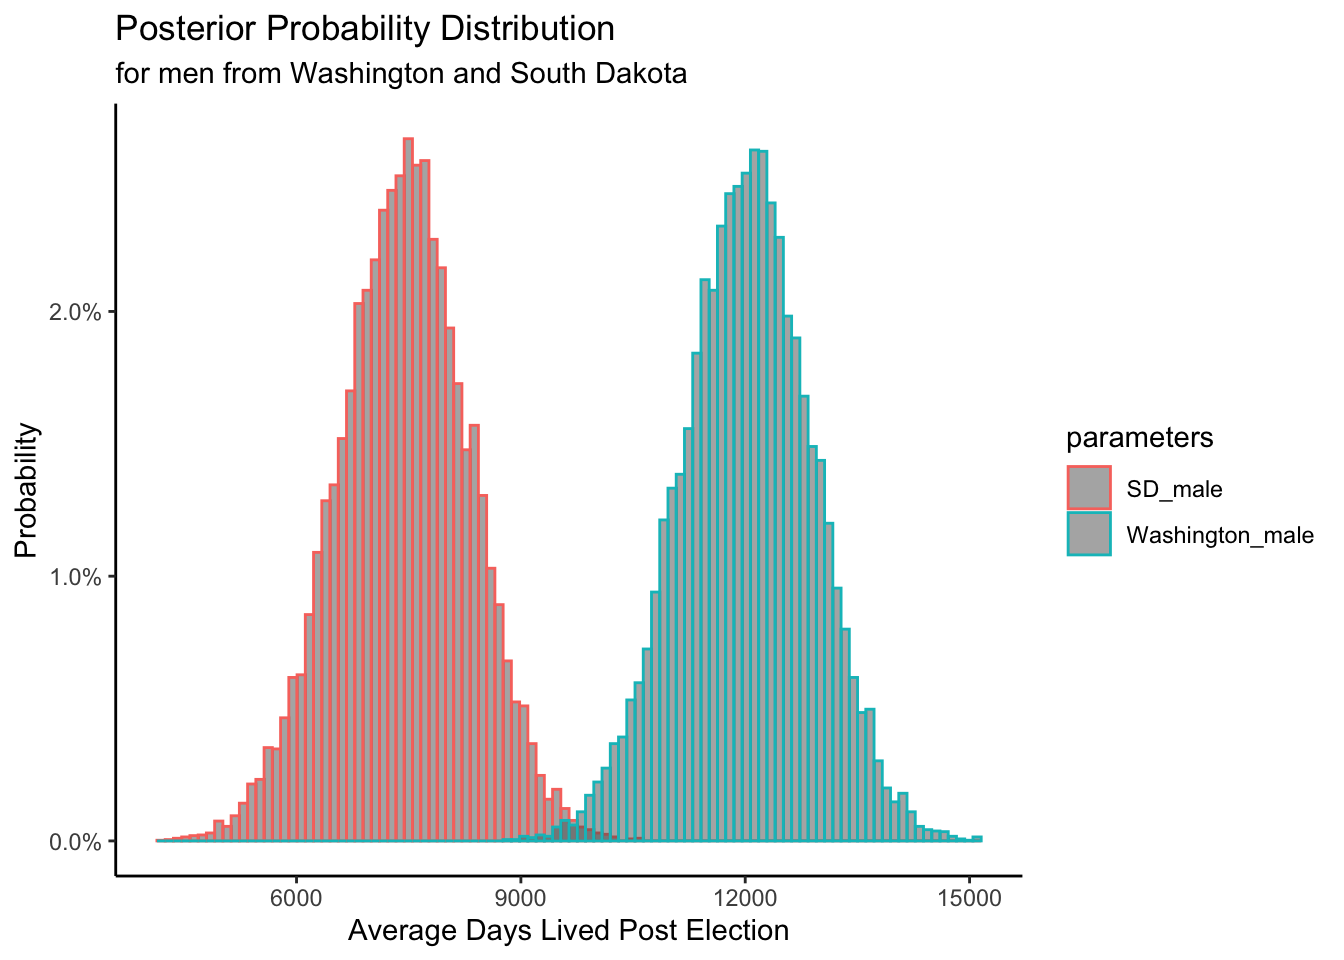 Posterior Probability Distribution
for men from Washington and South Dakota
Probability
2.0%
1.0%
0.0%
6000
9000
12000
15000
Average Days Lived Post Election
parameters
SD_male
Washington_male